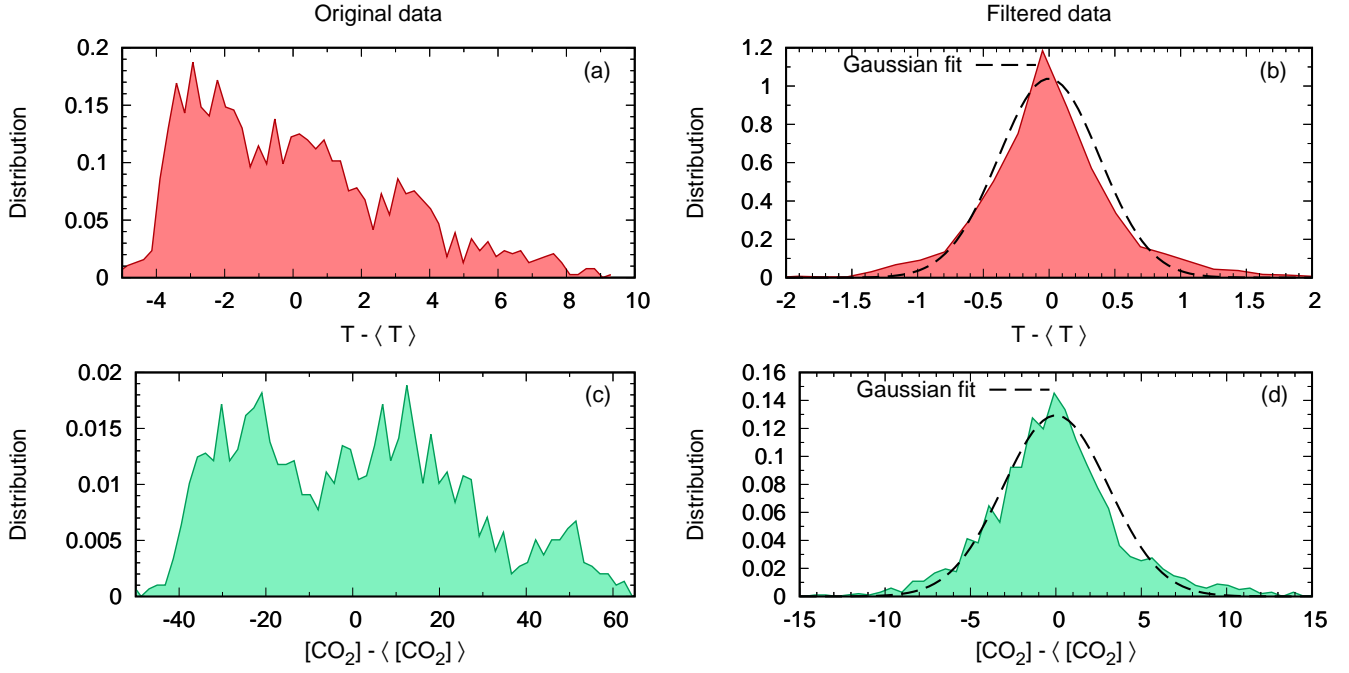 Original data
Filtered data
(a)
Distribution
0.2
0.15
0.1
0.05
0
-4 -2 0 2 4 6 8 10
T - ⟨ T ⟩
(b)
Gaussian fit
Distribution
1.2
1
0.8
0.6
0.4
0.2
0
-2 -1.5 -1 -0.5 0 0.5 1 1.5 2
T - ⟨ T ⟩
(c)
Distribution
0.02
0.015
0.01
0.005
0
-40 -20 0 20 40 60
[CO₂] - ⟨ [CO₂] ⟩
(d)
Gaussian fit
Distribution
0.16
0.14
0.12
0.1
0.08
0.06
0.04
0.02
0
-15 -10 -5 0 5 10 15
[CO₂] - ⟨ [CO₂] ⟩